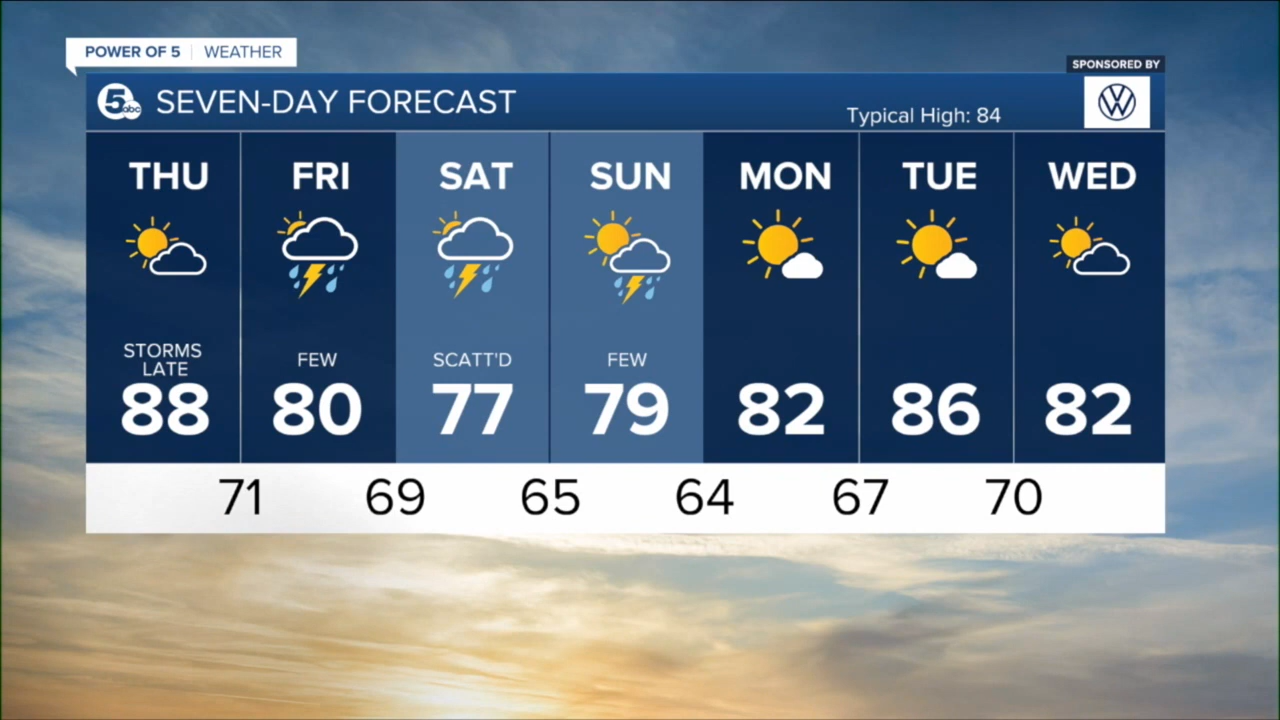 POWER OF 5 WEATHER
SPONSORED BY
5 abc SEVEN-DAY FORECAST
Typical High: 84
THU FRI SAT SUN MON TUE WED
STORMS LATE FEW SCATT'D FEW
88 80 77 79 82 86 82
71 69 65 64 67 70